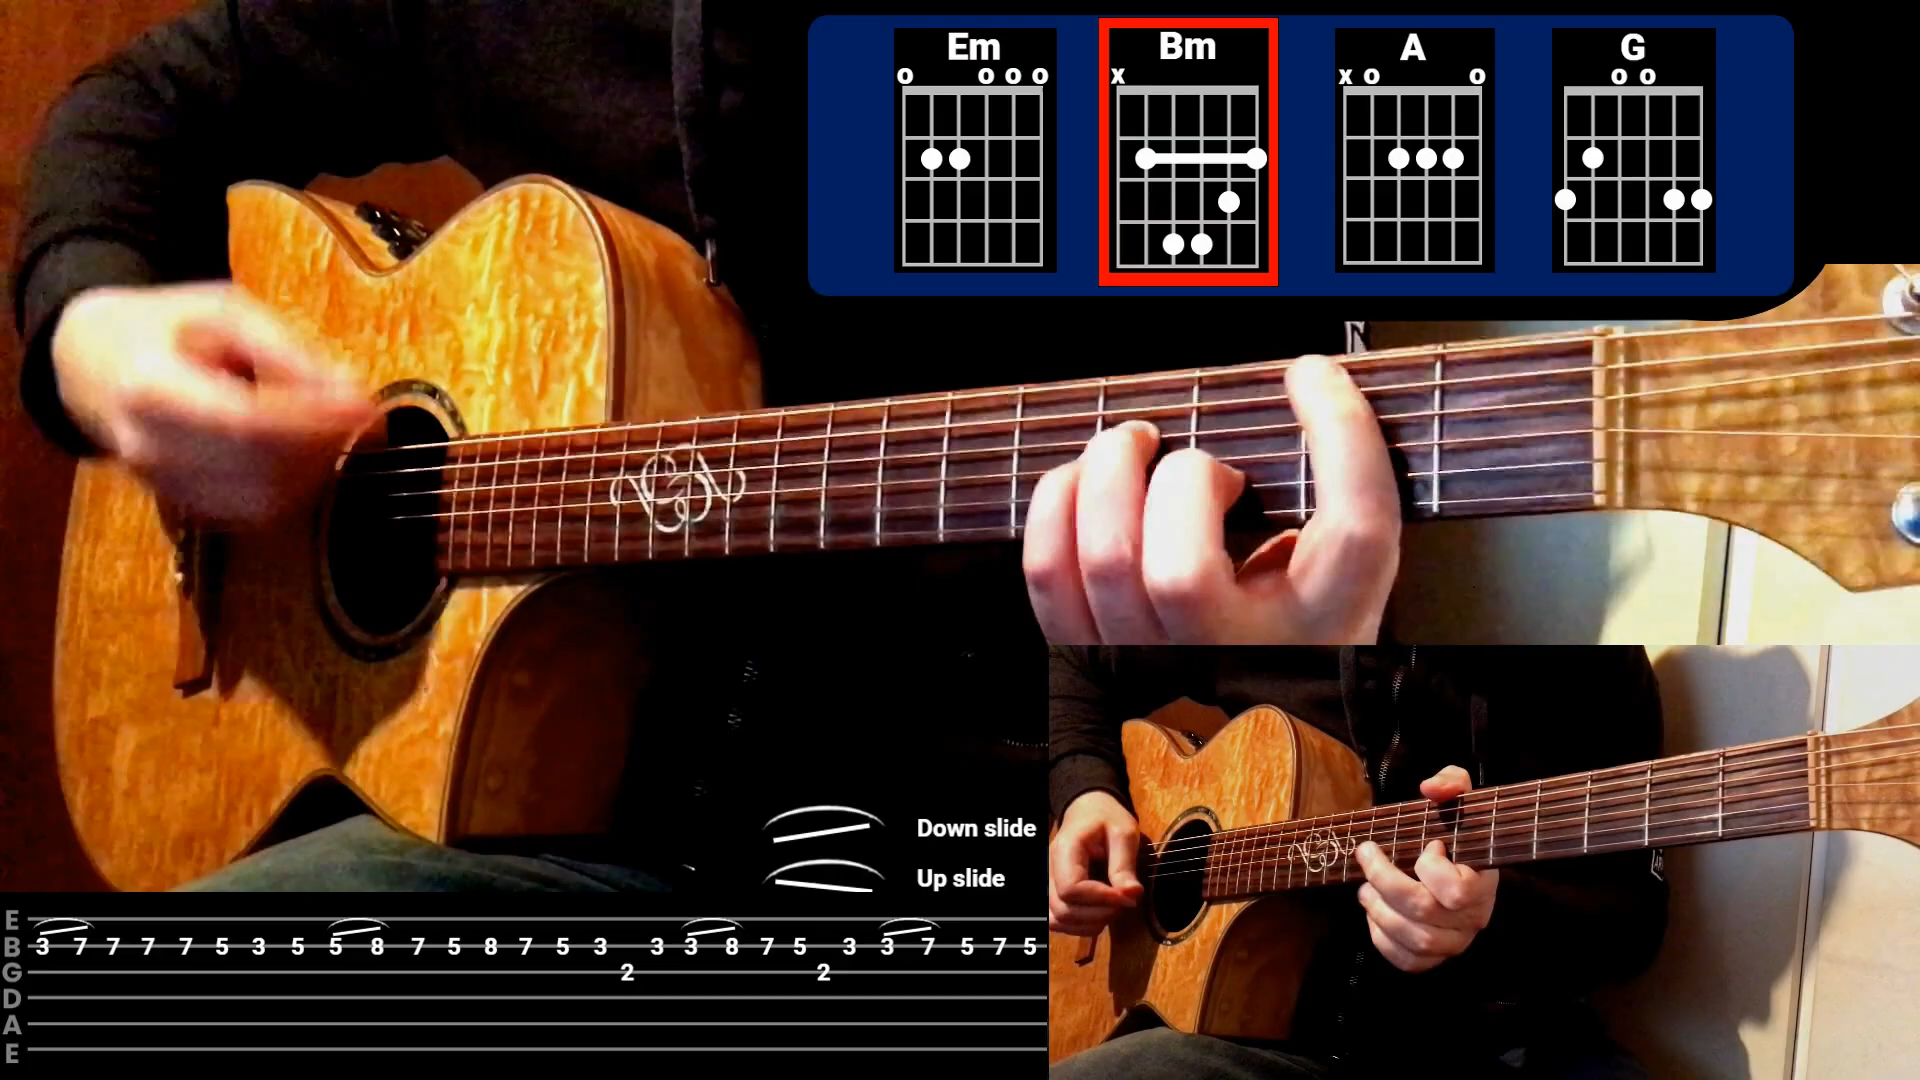 Em
Bm
A
G
o o o o
x
x o o
o o
Down slide
Up slide
E
B 3 7 7 7 7 5 3 5 5 8 7 5 8 7 5 3 3 3 8 7 5 3 3 7 5 7 5
G 2 2
D
A
E